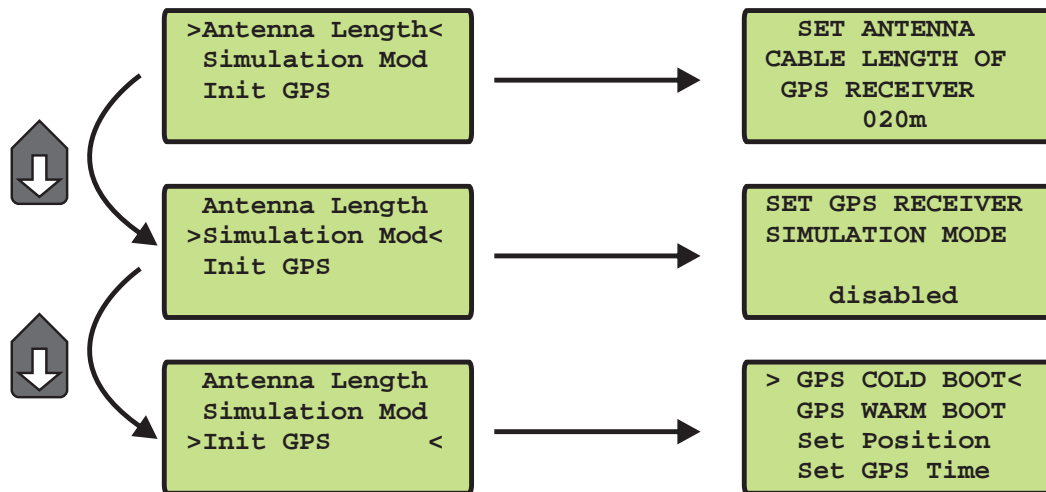 >Antenna Length<
Simulation Mod
Init GPS
SET ANTENNA
CABLE LENGTH OF
GPS RECEIVER
020m
Antenna Length
>Simulation Mod<
Init GPS
SET GPS RECEIVER
SIMULATION MODE
disabled
Antenna Length
Simulation Mod
>Init GPS <
> GPS COLD BOOT<
GPS WARM BOOT
Set Position
Set GPS Time